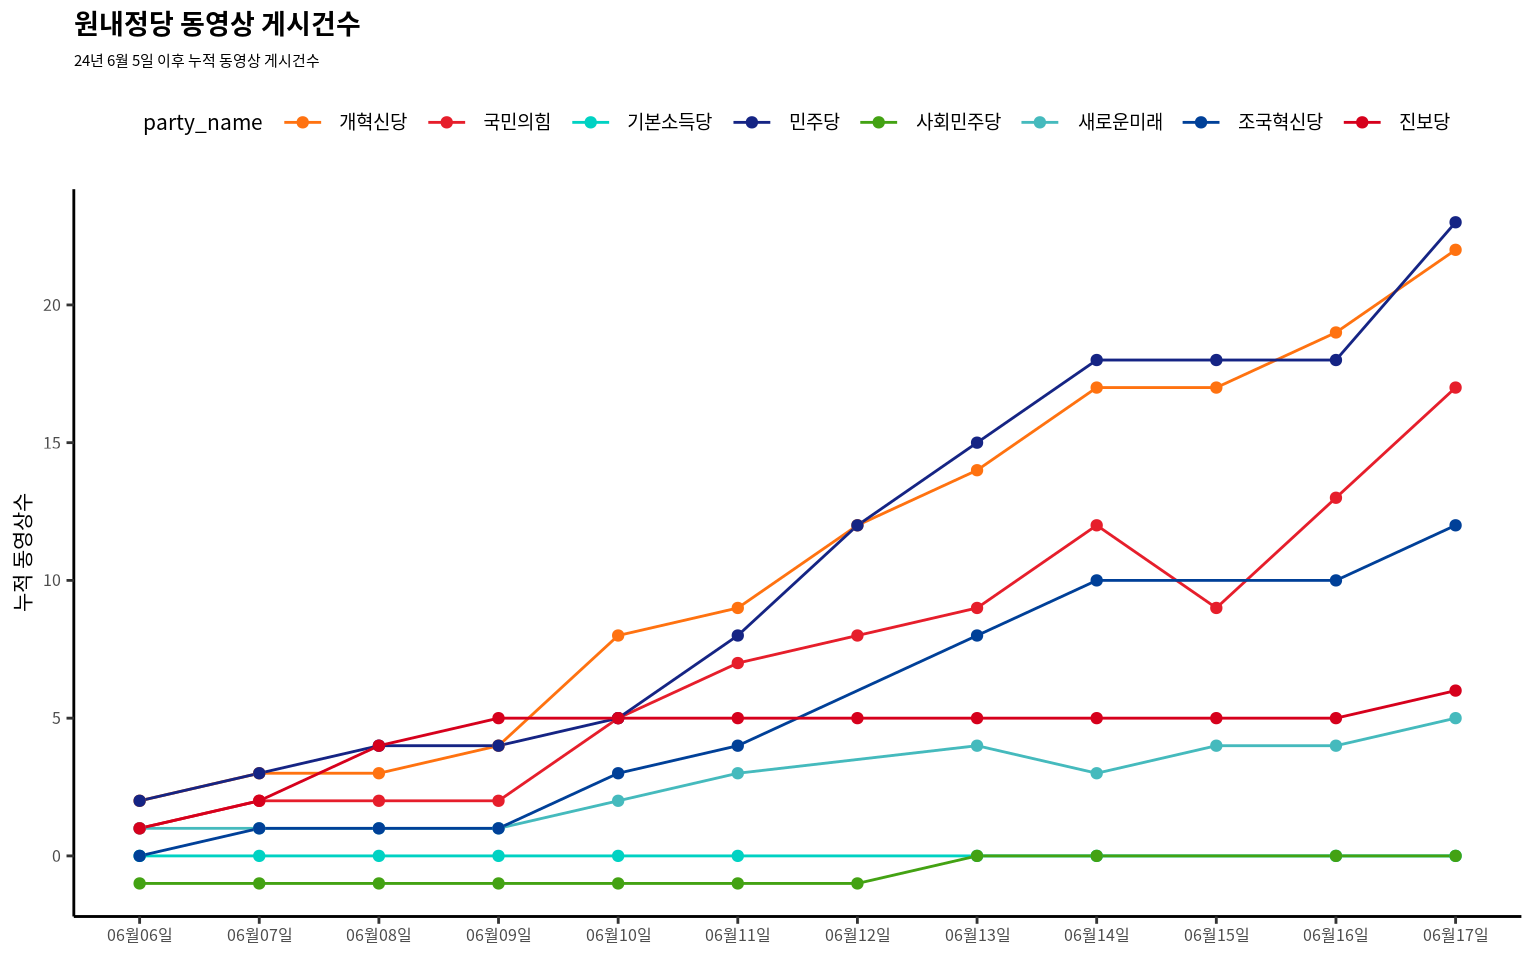 원내정당 동영상 게시건수
24년 6월 5일 이후 누적 동영상 게시건수
party_name 개혁신당 국민의힘 기본소득당 민주당 사회민주당 새로운미래 조국혁신당 진보당
누적 동영상수
20
15
10
5
0
06월06일 06월07일 06월08일 06월09일 06월10일 06월11일 06월12일 06월13일 06월14일 06월15일 06월16일 06월17일